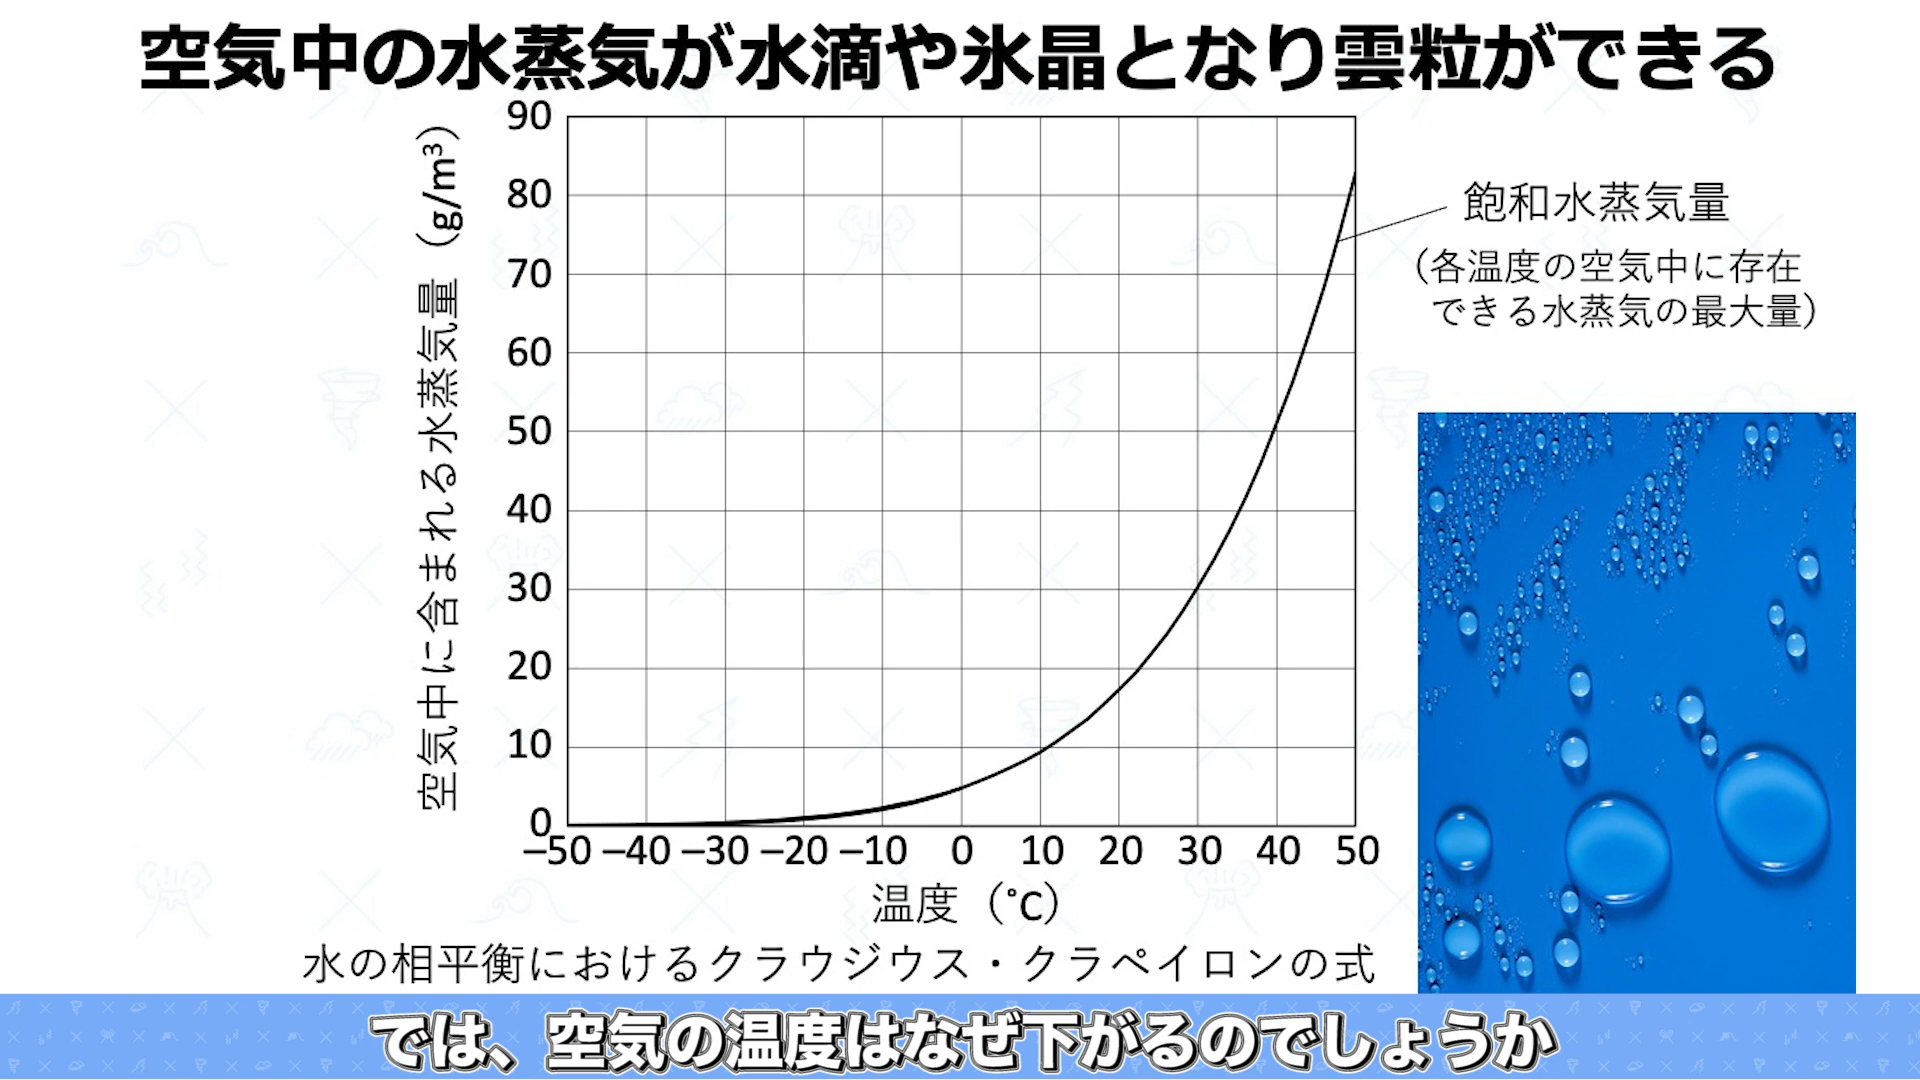 空気中の水蒸気が水滴や氷晶となり雲粒ができる
空気中に含まれる水蒸気量（g/m³）
90
80
70
60
50
40
30
20
10
0
–50 –40 –30 –20 –10 0 10 20 30 40 50
温度（℃）
飽和水蒸気量
（各温度の空気中に存在
できる水蒸気の最大量）
水の相平衡におけるクラウジウス・クラペイロンの式
では、空気の温度はなぜ下がるのでしょうか